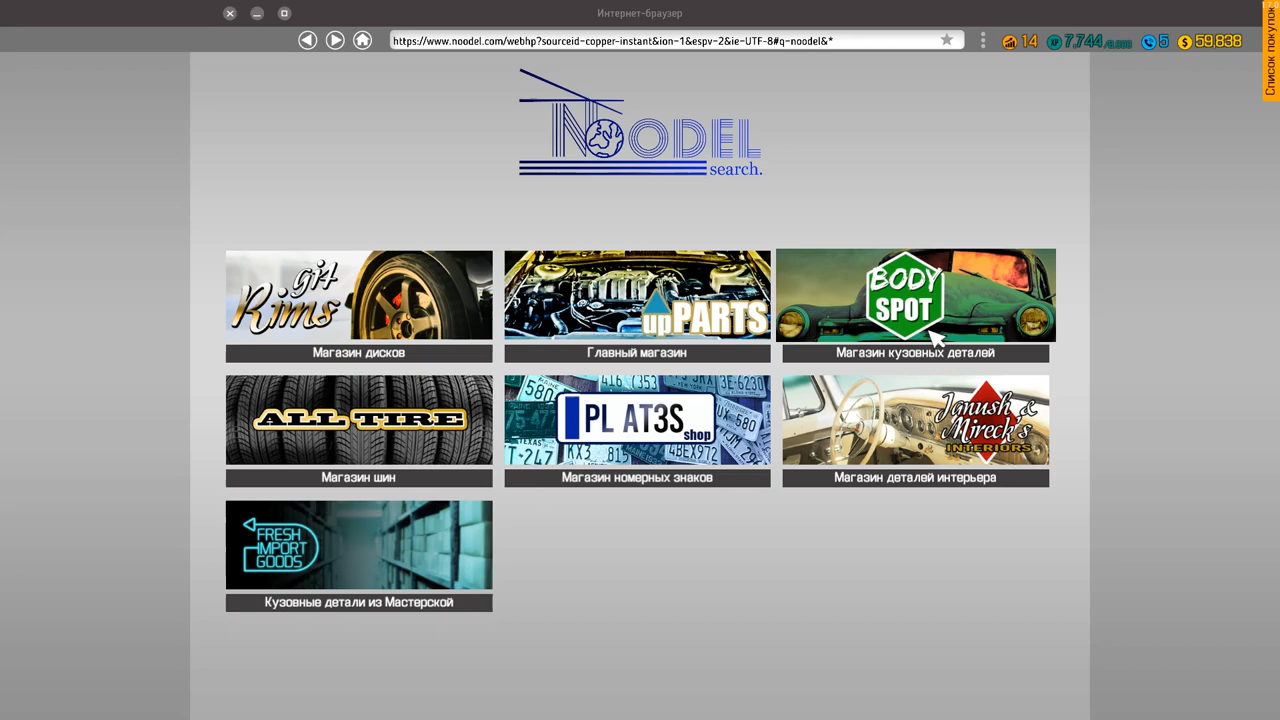 Интернет-браузер
https://www.noodel.com/webhp?sourceid-copper-instant&ion-1&espv-2&ie-UTF-8#q-noodel&*
14
7,744
5
59,838
Список покупок
NOODEL
search.
gj4
Rims
upPARTS
BODY
SPOT
Магазин дисков
Главный магазин
Магазин кузовных деталей
ALL TIRE
PL AT3S
shop
Janush &
Mireck's
INTERIORS
Магазин шин
Магазин номерных знаков
Магазин деталей интерьера
FRESH
IMPORT
GOODS
Кузовные детали из Мастерской